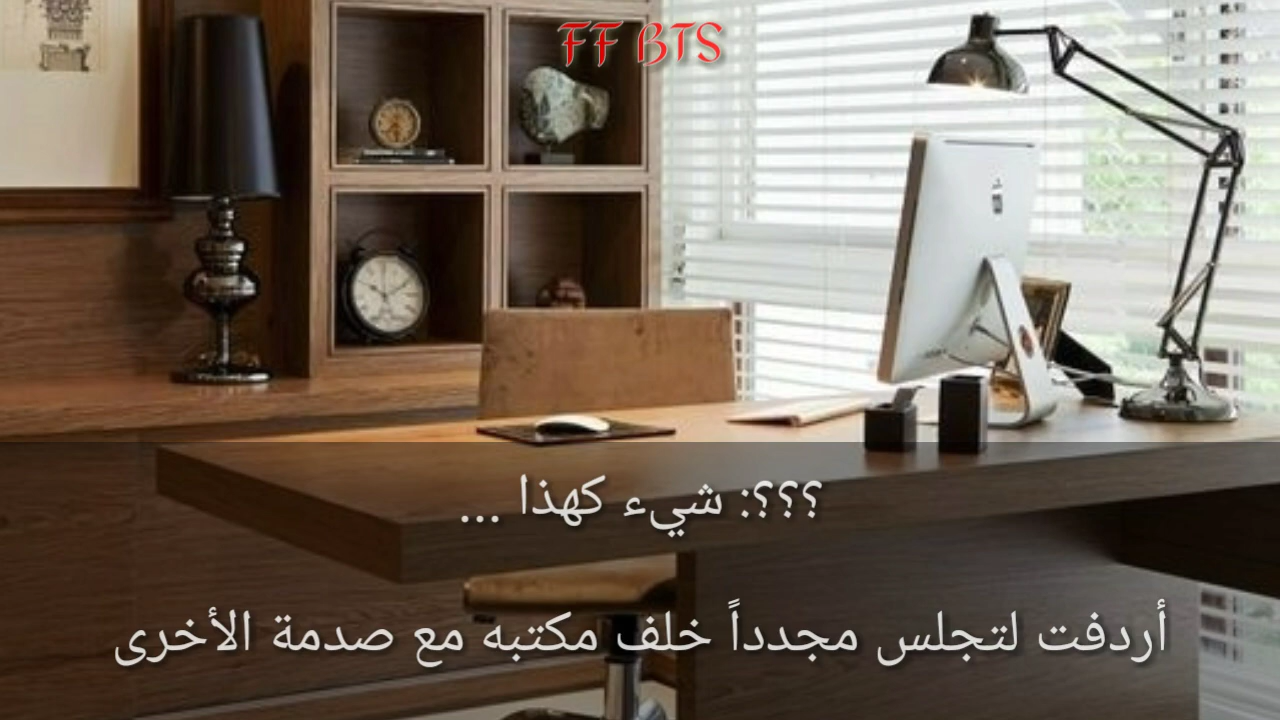 FF BTS
؟؟؟: شيء كهذا ...
أردفت لتجلس مجدداً خلف مكتبه مع صدمة الأخرى